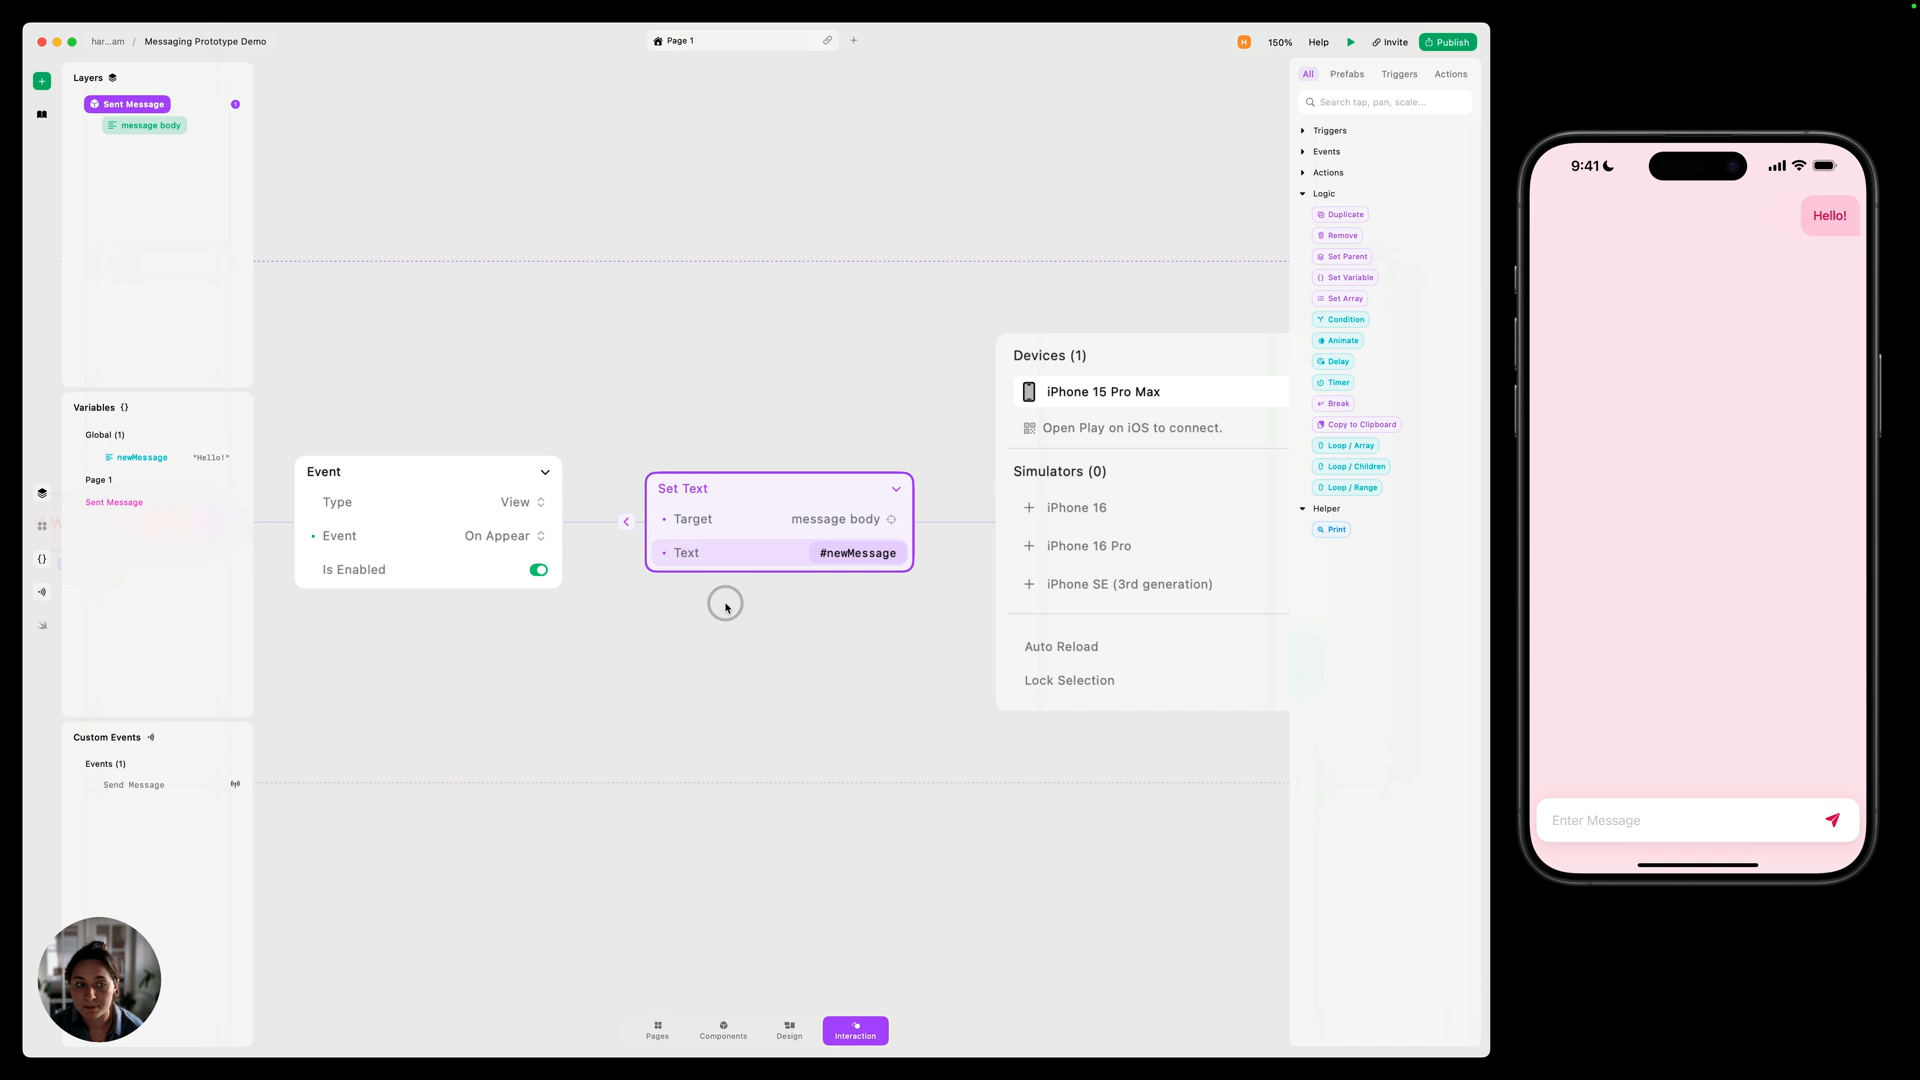 har...am / Messaging Prototype Demo
Page 1
H
150%
Help
Invite
Publish
Layers
Sent Message
1
message body
Variables {}
Global (1)
newMessage "Hello!"
Page 1
Sent Message
Custom Events
Events (1)
Send Message
Event
Type View
Event On Appear
Is Enabled
Set Text
Target message body
Text #newMessage
Devices (1)
iPhone 15 Pro Max
Open Play on iOS to connect.
Simulators (0)
iPhone 16
iPhone 16 Pro
iPhone SE (3rd generation)
Auto Reload
Lock Selection
All Prefabs Triggers Actions
Search tap, pan, scale...
Triggers
Events
Actions
Logic
Duplicate
Remove
Set Parent
{} Set Variable
Set Array
Condition
Animate
Delay
Timer
Break
Copy to Clipboard
Loop / Array
Loop / Children
Loop / Range
Helper
Print
Pages
Components
Design
Interaction
9:41
Hello!
Enter Message